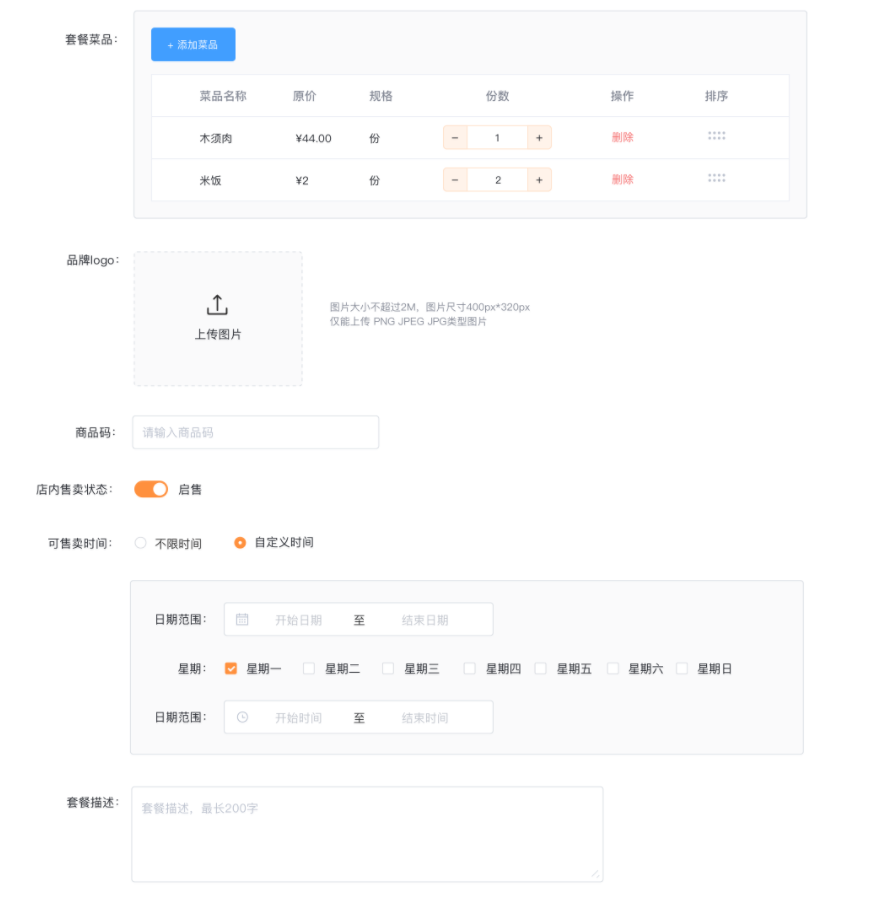 套餐菜品：
+ 添加菜品
菜品名称 原价 规格 份数 操作 排序
木须肉 ¥44.00 份 − 1 + 删除
米饭 ¥2 份 − 2 + 删除
品牌logo：
上传图片
图片大小不超过2M，图片尺寸400px*320px
仅能上传 PNG JPEG JPG类型图片
商品码： 请输入商品码
店内售卖状态： 启售
可售卖时间： 不限时间 自定义时间
日期范围： 开始日期 至 结束日期
星期： 星期一 星期二 星期三 星期四 星期五 星期六 星期日
日期范围： 开始时间 至 结束时间
套餐描述： 套餐描述，最长200字